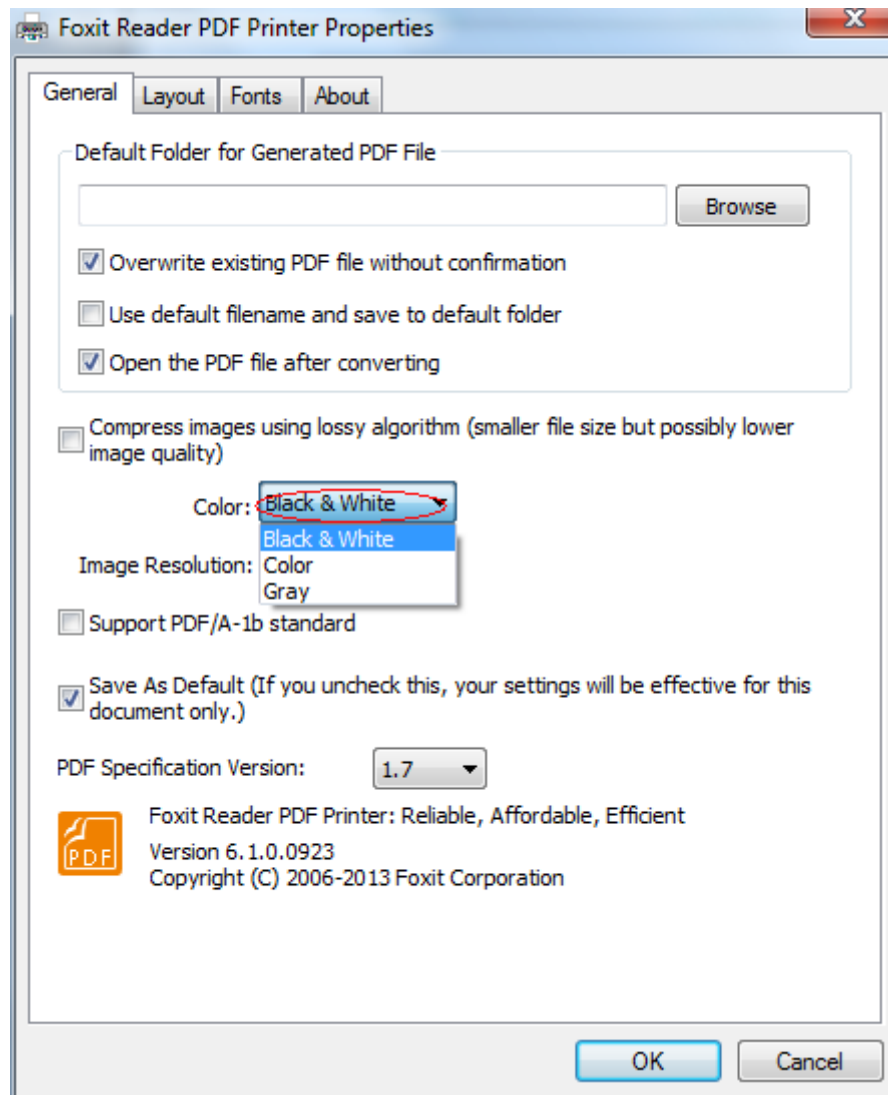 Foxit Reader PDF Printer Properties
X
General Layout Fonts About
Default Folder for Generated PDF File
Browse
Overwrite existing PDF file without confirmation
Use default filename and save to default folder
Open the PDF file after converting
Compress images using lossy algorithm (smaller file size but possibly lower
image quality)
Color: Black & White
Black & White
Image Resolution: Color
Gray
Support PDF/A-1b standard
Save As Default (If you uncheck this, your settings will be effective for this
document only.)
PDF Specification Version: 1.7
Foxit Reader PDF Printer: Reliable, Affordable, Efficient
PDF
Version 6.1.0.0923
Copyright (C) 2006-2013 Foxit Corporation
OK Cancel